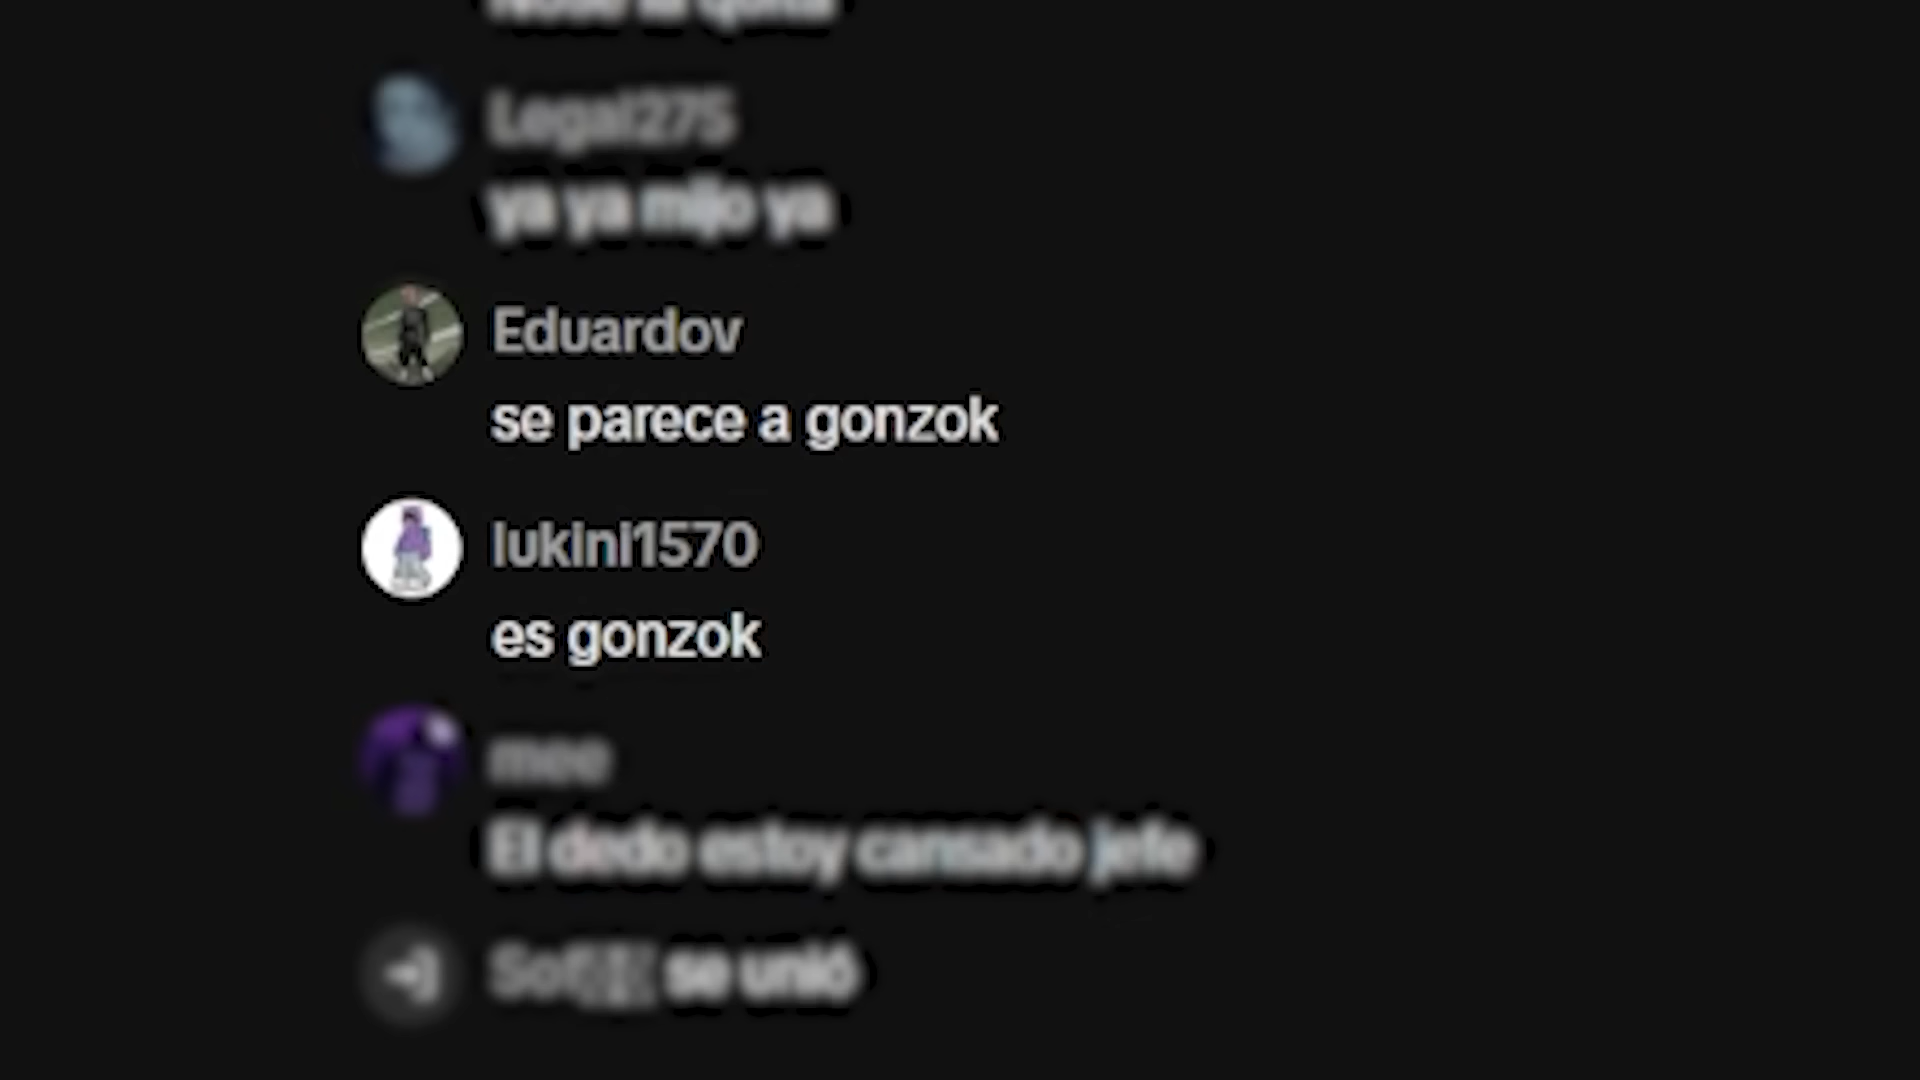 Legal275
ya ya mijo ya
Eduardov
se parece a gonzok
lukini1570
es gonzok
mee
El dedo estoy cansado jefe
se unió